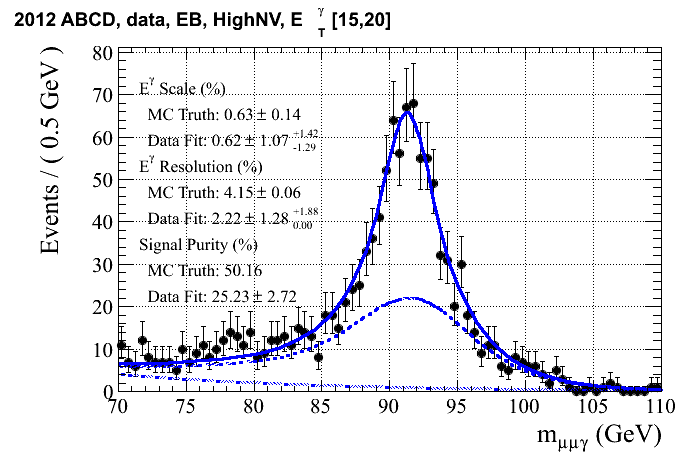 2012 ABCD, data, EB, HighNV, E γ T [15,20]
Events / ( 0.5 GeV )
80
70
60
50
40
30
20
10
0
E^γ Scale (%)
MC Truth: 0.63 ± 0.14
Data Fit: 0.62 ± 1.07 +1.42 -1.29
E^γ Resolution (%)
MC Truth: 4.15 ± 0.06
Data Fit: 2.22 ± 1.28 +1.88 0.00
Signal Purity (%)
MC Truth: 50.16
Data Fit: 25.23 ± 2.72
70 75 80 85 90 95 100 105 110
m_μμγ (GeV)